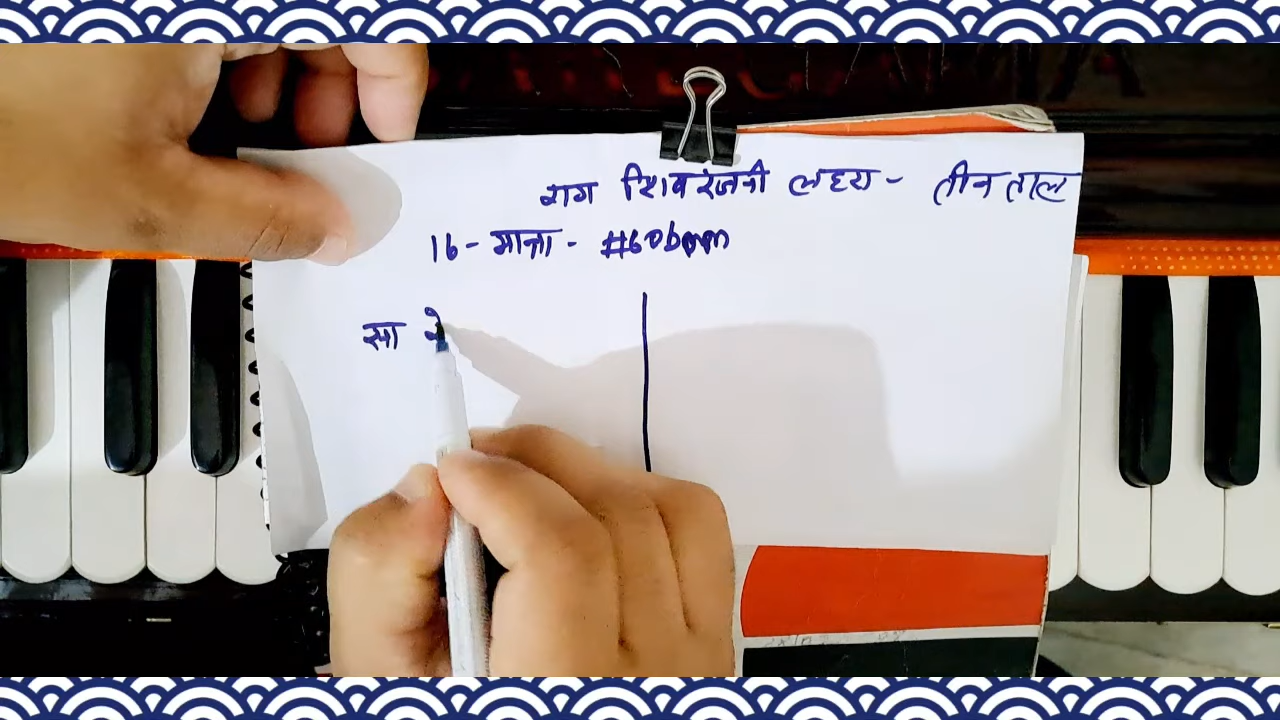 राग शिवरंजनी लहरा - तीनताल
16 - मात्रा - #60bpm
सा रे